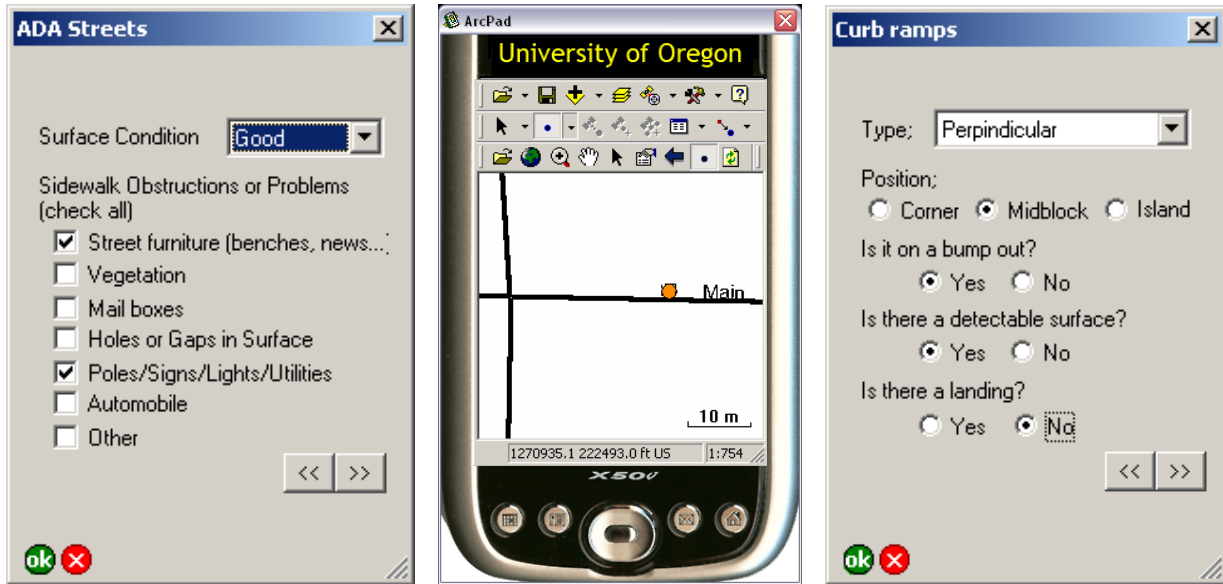 ADA Streets
Surface Condition Good
Sidewalk Obstructions or Problems
(check all)
Street furniture (benches, news...)
Vegetation
Mail boxes
Holes or Gaps in Surface
Poles/Signs/Lights/Utilities
Automobile
Other
<< >>
ok
ArcPad
University of Oregon
Main
10 m
1270935.1 222493.0 ft US 1:754
X50v
Curb ramps
Type; Perpindicular
Position;
Corner Midblock Island
Is it on a bump out?
Yes No
Is there a detectable surface?
Yes No
Is there a landing?
Yes No
<< >>
ok